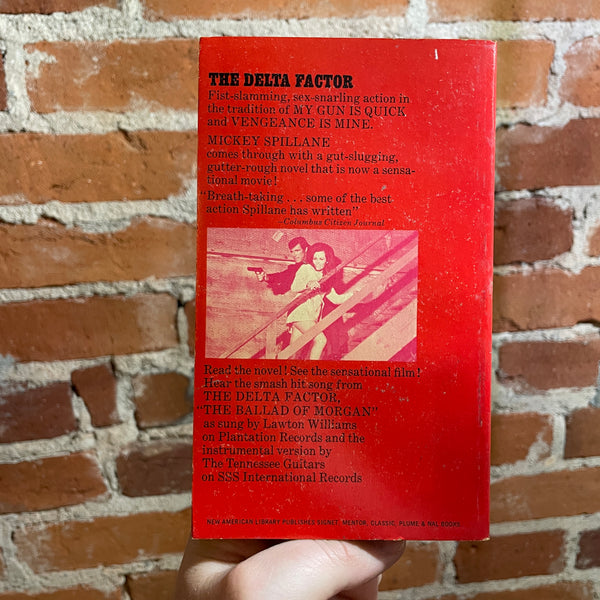 THE DELTA FACTOR
Fist-slamming, sex-snarling action in
the tradition of MY GUN IS QUICK
and VENGEANCE IS MINE.
MICKEY SPILLANE
comes through with a gut-slugging,
gutter-rough novel that is now a sensa-
tional movie!
"Breath-taking . . . some of the best
action Spillane has written"
–Columbus Citizen Journal
Read the novel! See the sensational film!
Hear the smash hit song from
THE DELTA FACTOR,
"THE BALLAD OF MORGAN"
as sung by Lawton Williams
on Plantation Records and the
instrumental version by
The Tennessee Guitars
on SSS International Records
NEW AMERICAN LIBRARY PUBLISHES SIGNET, MENTOR, CLASSIC, PLUME & NAL BOOKS